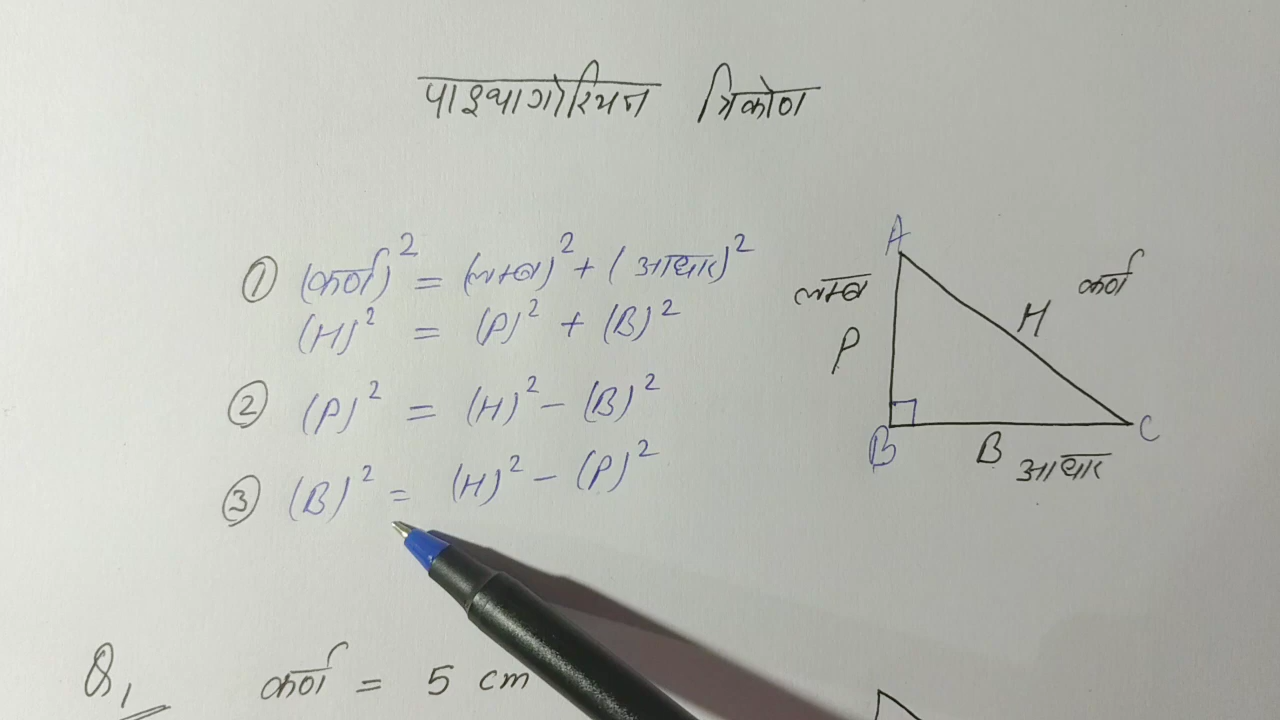 पाइथागोरियन त्रिकोण
① (कर्ण)² = (लम्ब)² + (आधार)²
(H)² = (P)² + (B)²
② (P)² = (H)² − (B)²
③ (B)² = (H)² − (P)²
A
लम्ब
कर्ण
H
P
B
B
C
आधार
Q₁ कर्ण = 5 cm